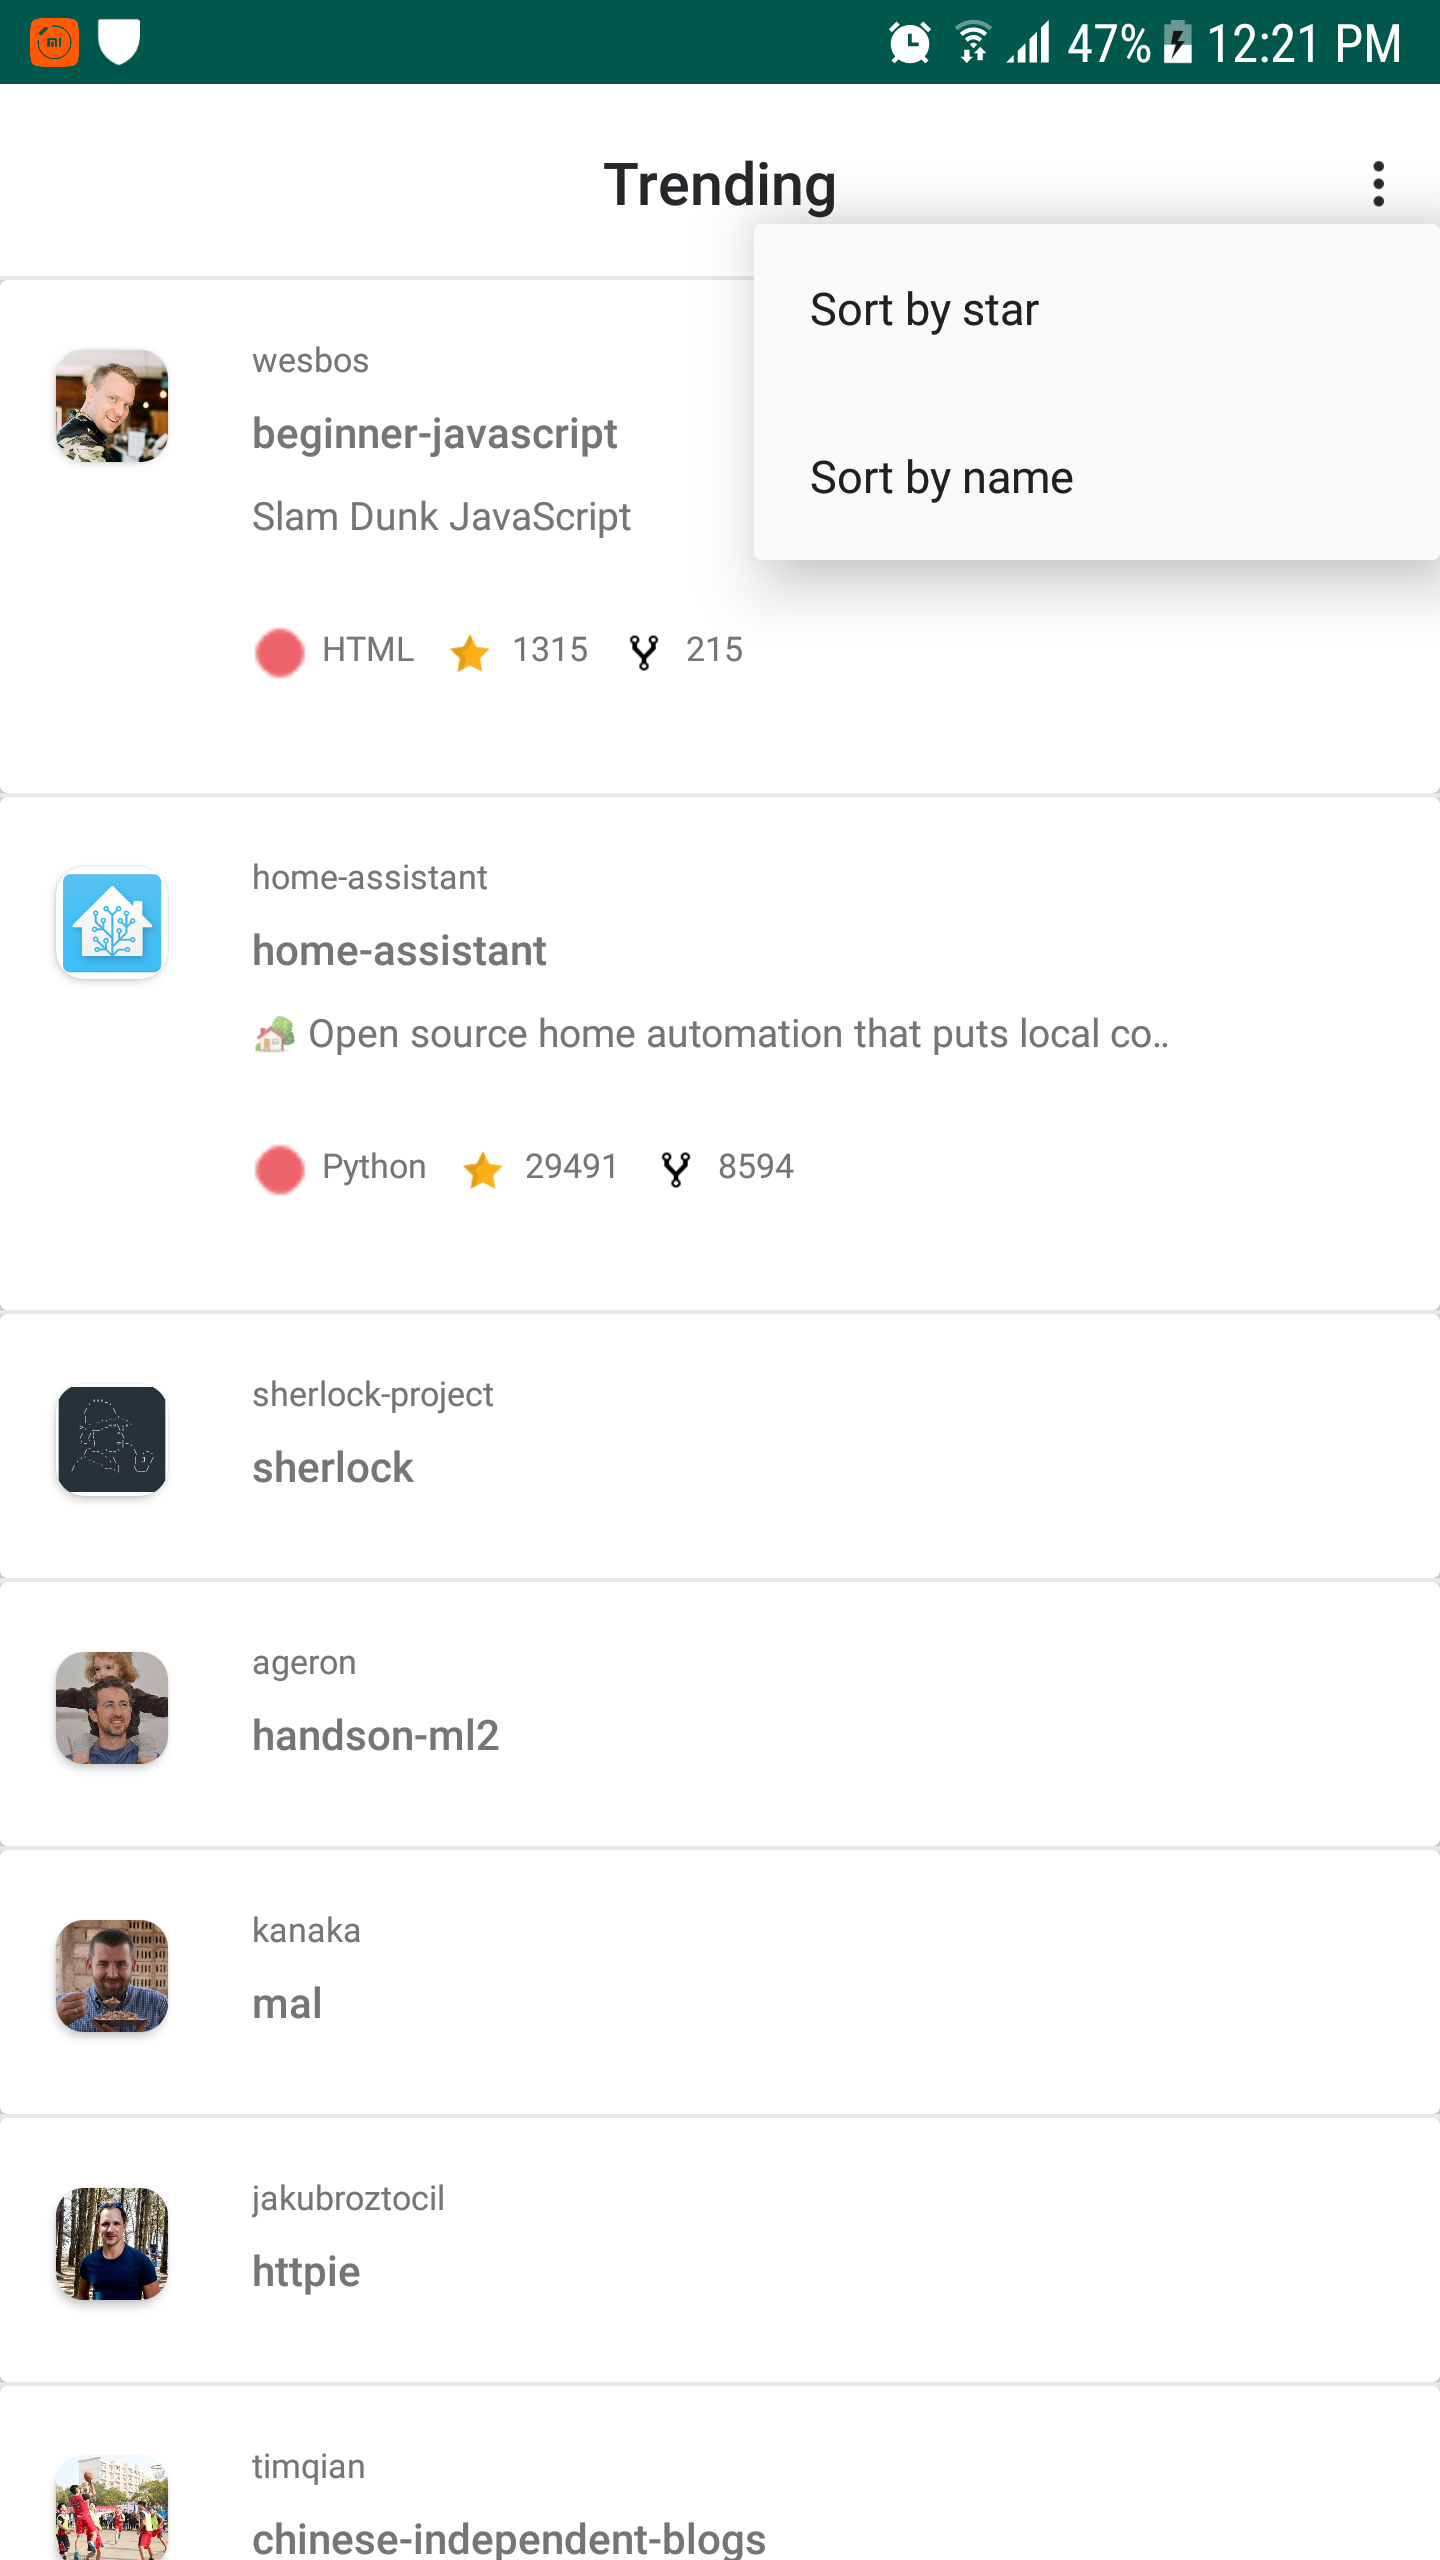 47% 12:21 PM
Trending
Sort by star
Sort by name
wesbos
beginner-javascript
Slam Dunk JavaScript
HTML 1315 215
home-assistant
home-assistant
🏡 Open source home automation that puts local co..
Python 29491 8594
sherlock-project
sherlock
ageron
handson-ml2
kanaka
mal
jakubroztocil
httpie
timqian
chinese-independent-blogs